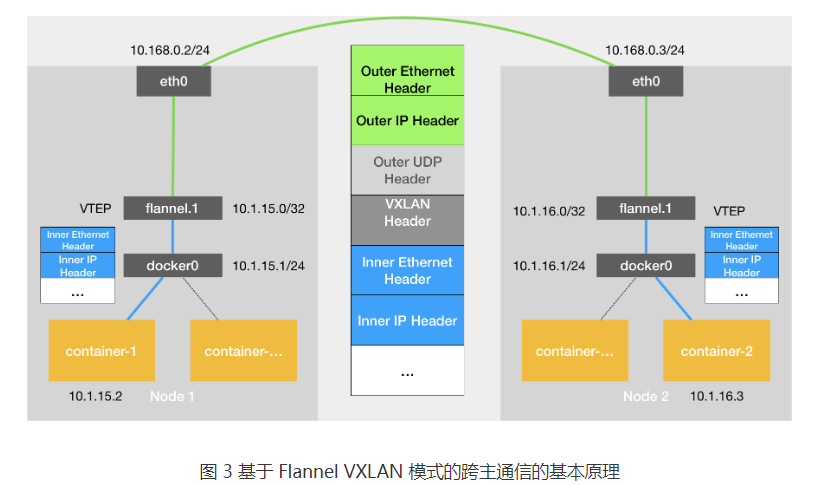 10.168.0.2/24
10.168.0.3/24
eth0
eth0
Outer Ethernet
Header
Outer IP Header
Outer UDP
Header
VXLAN
Header
Inner Ethernet
Header
Inner IP Header
...
VTEP
flannel.1
10.1.15.0/32
Inner Ethernet
Header
Inner IP
Header
...
docker0
10.1.15.1/24
container-1
container-...
10.1.15.2
Node 1
10.1.16.0/32
flannel.1
VTEP
10.1.16.1/24
docker0
Inner Ethernet
Header
Inner IP
Header
...
container-...
container-2
Node 2
10.1.16.3
图 3 基于 Flannel VXLAN 模式的跨主通信的基本原理